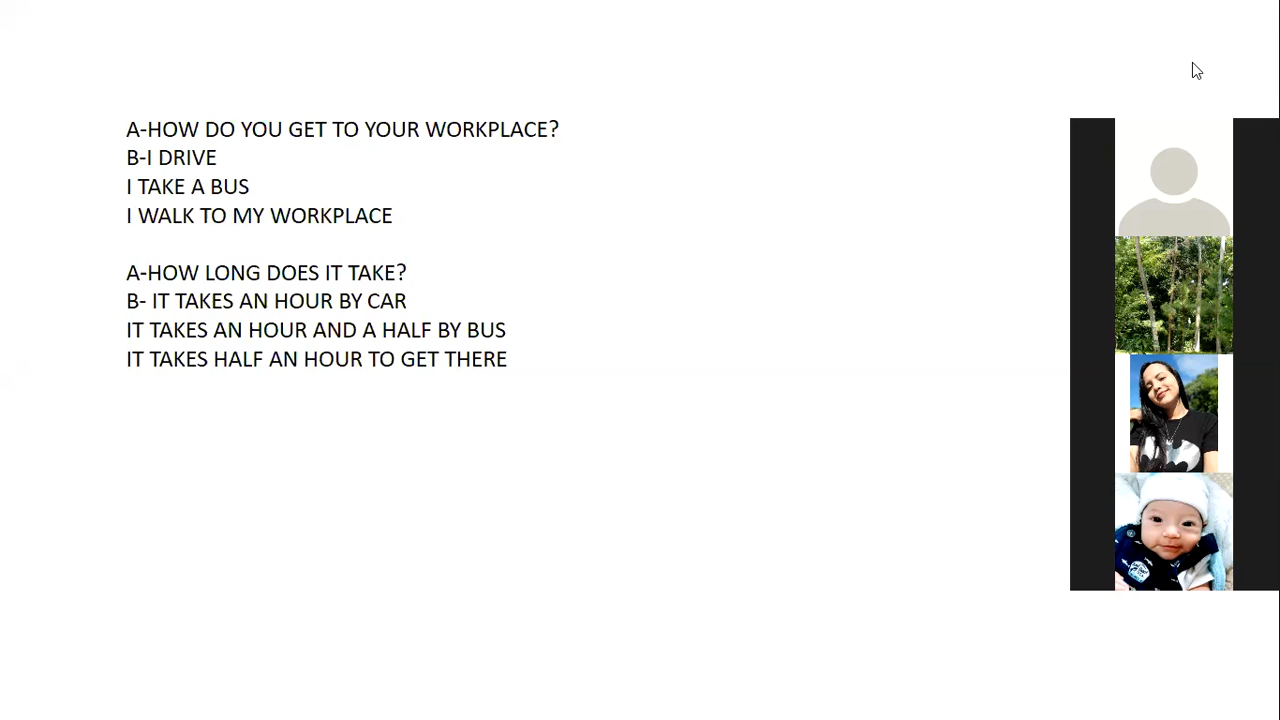 A-HOW DO YOU GET TO YOUR WORKPLACE?
B-I DRIVE
I TAKE A BUS
I WALK TO MY WORKPLACE
A-HOW LONG DOES IT TAKE?
B- IT TAKES AN HOUR BY CAR
IT TAKES AN HOUR AND A HALF BY BUS
IT TAKES HALF AN HOUR TO GET THERE